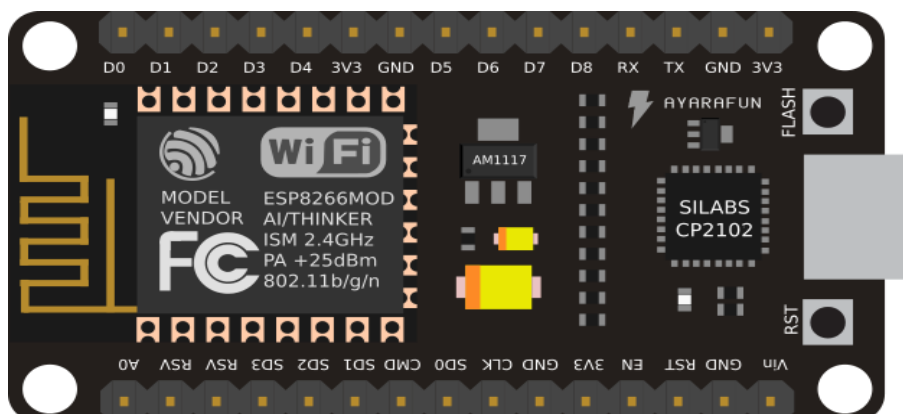 D0 D1 D2 D3 D4 3V3 GND D5 D6 D7 D8 RX TX GND 3V3
AYARAFUN
FLASH
WiFi
MODEL
VENDOR
FC
ESP8266MOD
AI/THINKER
ISM 2.4GHz
PA +25dBm
802.11b/g/n
AM1117
SILABS
CP2102
RST
A0 RSV RSV SD3 SD2 SD1 CMD SD0 CLK GND 3V3 EN RST GND Vin